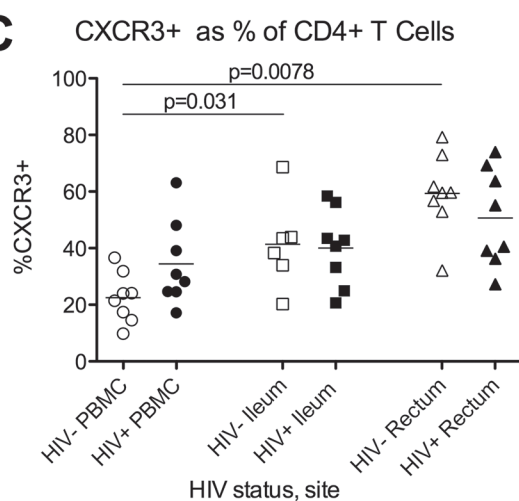 C
CXCR3+ as % of CD4+ T Cells
p=0.0078
p=0.031
100
80
60
40
20
0
%CXCR3+
HIV- PBMC
HIV+ PBMC
HIV- Ileum
HIV+ Ileum
HIV- Rectum
HIV+ Rectum
HIV status, site